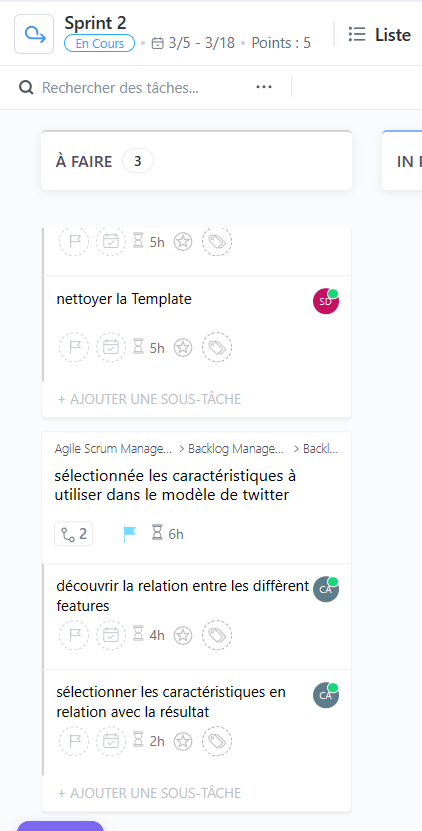 Sprint 2
En Cours • 3/5 - 3/18 • Points : 5
Liste
Rechercher des tâches...
À FAIRE 3
IN
5h
nettoyer la Template
SD
5h
+ AJOUTER UNE SOUS-TÂCHE
Agile Scrum Manage... > Backlog Manage... > Backl...
sélectionnée les caractéristiques à
utiliser dans le modèle de twitter
2 6h
découvrir la relation entre les diffèrent
features
CA
4h
sélectionner les caractéristiques en
relation avec la résultat
CA
2h
+ AJOUTER UNE SOUS-TÂCHE